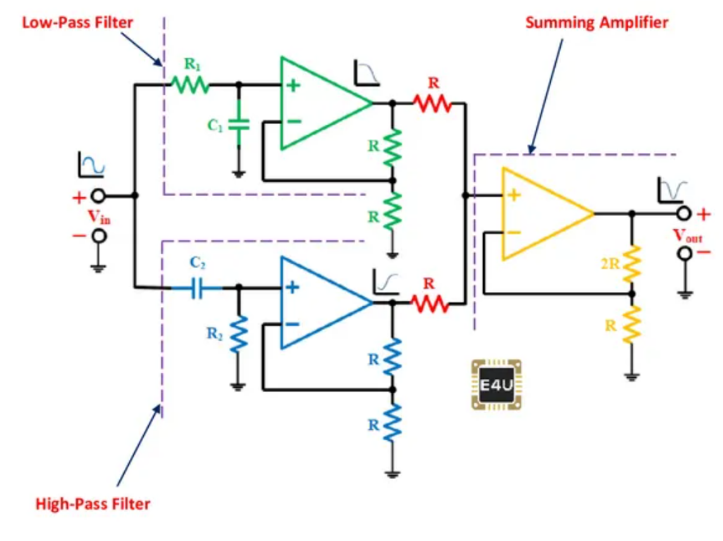 Low-Pass Filter
Summing Amplifier
R₁
+
−
C₁
R
R
R
+
Vin
−
+
−
2R
R
+
Vout
−
C₂
R₂
+
−
R
R
R
E4U
High-Pass Filter